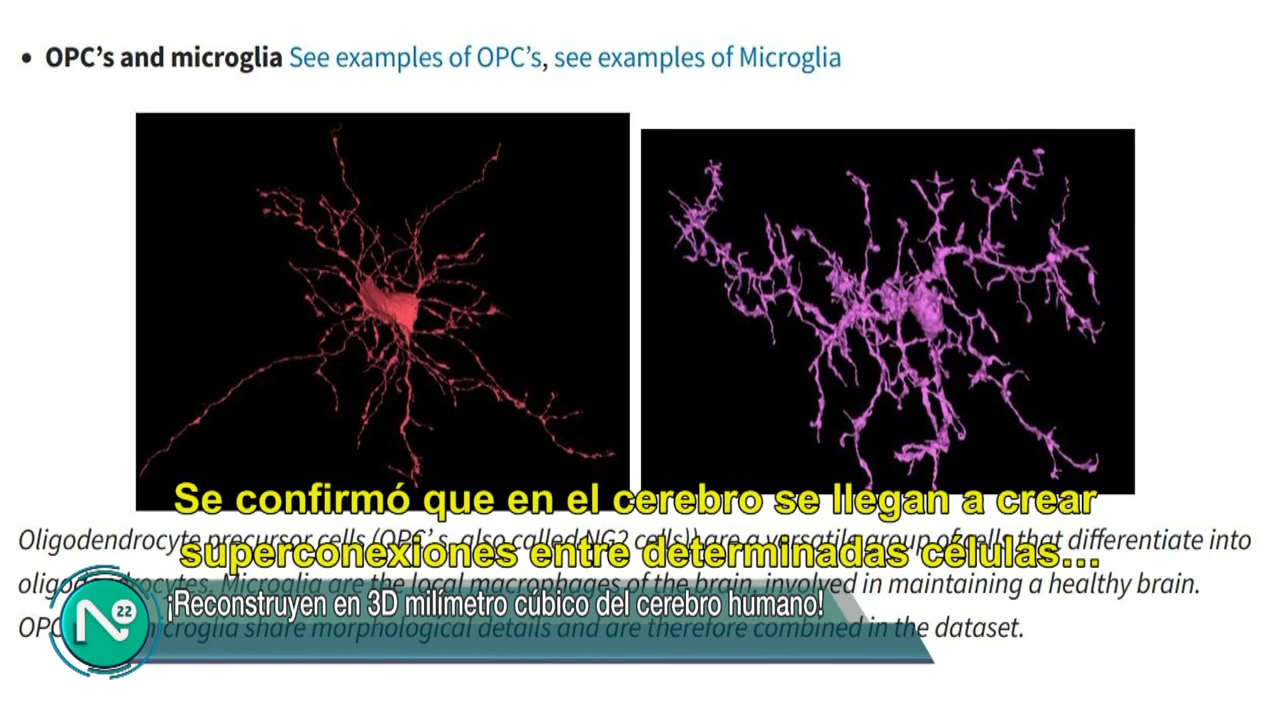 • OPC’s and microglia See examples of OPC’s, see examples of Microglia
Se confirmó que en el cerebro se llegan a crear
Oligodendrocyte precursor cells (OPC’s, also called NG2 cells)) are a versatile group of cells that differentiate into
superconexiones entre determinadas células...
oligodendrocytes. Microglia are the local macrophages of the brain, involved in maintaining a healthy brain.
¡Reconstruyen en 3D milímetro cúbico del cerebro humano!
N 22
OPC microglia share morphological details and are therefore combined in the dataset.